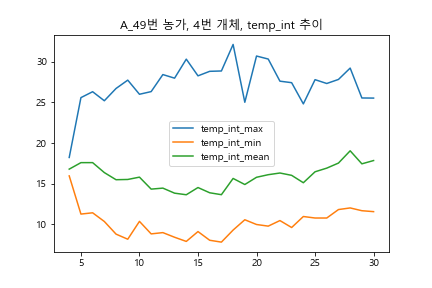 A_49번 농가, 4번 개체, temp_int 추이
30
25
20
15
10
temp_int_max
temp_int_min
temp_int_mean
5 10 15 20 25 30